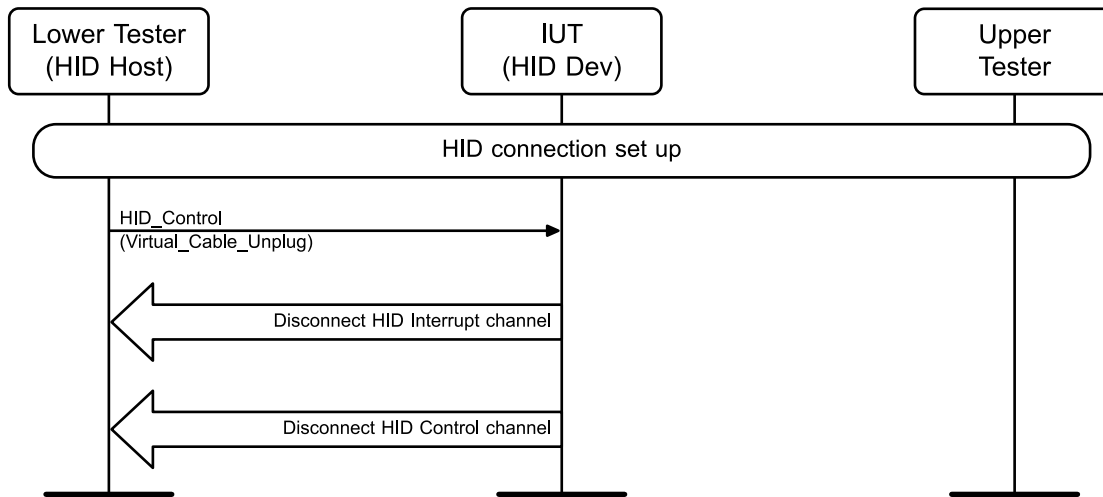 Lower Tester
(HID Host)
IUT
(HID Dev)
Upper
Tester
HID connection set up
HID_Control
(Virtual_Cable_Unplug)
Disconnect HID Interrupt channel
Disconnect HID Control channel